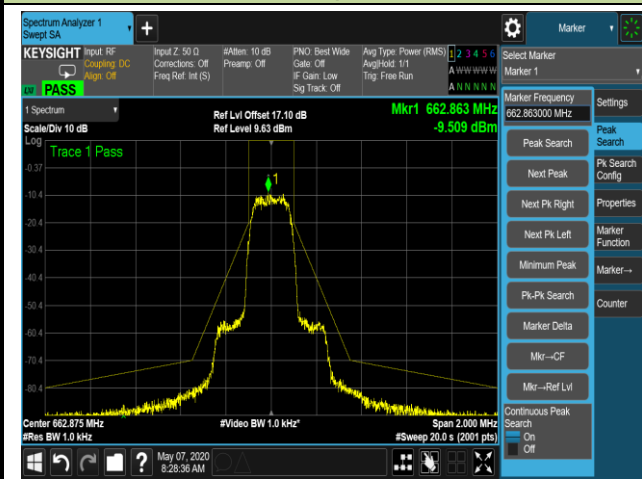 Spectrum Analyzer 1
Swept SA
+
Marker
KEYSIGHT
Input: RF
Coupling: DC
Align: Off
Input Z: 50 Ω
Corrections: Off
Freq Ref: Int (S)
#Atten: 10 dB
Preamp: Off
PNO: Best Wide
Gate: Off
IF Gain: Low
Sig Track: Off
Avg Type: Power (RMS)
Avg|Hold: 1/1
Trig: Free Run
1 2 3 4 5 6
A W W W W W
A N N N N N
LXI PASS
Select Marker
Marker 1
1 Spectrum
Scale/Div 10 dB
Ref Lvl Offset 17.10 dB
Ref Level 9.63 dBm
Mkr1 662.863 MHz
-9.509 dBm
Log
Trace 1 Pass
1
-0.37
-10.4
-20.4
-30.4
-40.4
-50.4
-60.4
-70.4
-80.4
Center 662.875 MHz
#Res BW 1.0 kHz
#Video BW 1.0 kHz*
Span 2.000 MHz
#Sweep 20.0 s (2001 pts)
Marker Frequency
662.863000 MHz
Peak Search
Next Peak
Next Pk Right
Next Pk Left
Minimum Peak
Pk-Pk Search
Marker Delta
Mkr→CF
Mkr→Ref Lvl
Continuous Peak
Search
On
Off
Settings
Peak
Search
Pk Search
Config
Properties
Marker
Function
Marker→
Counter
?
May 07, 2020
8:28:36 AM